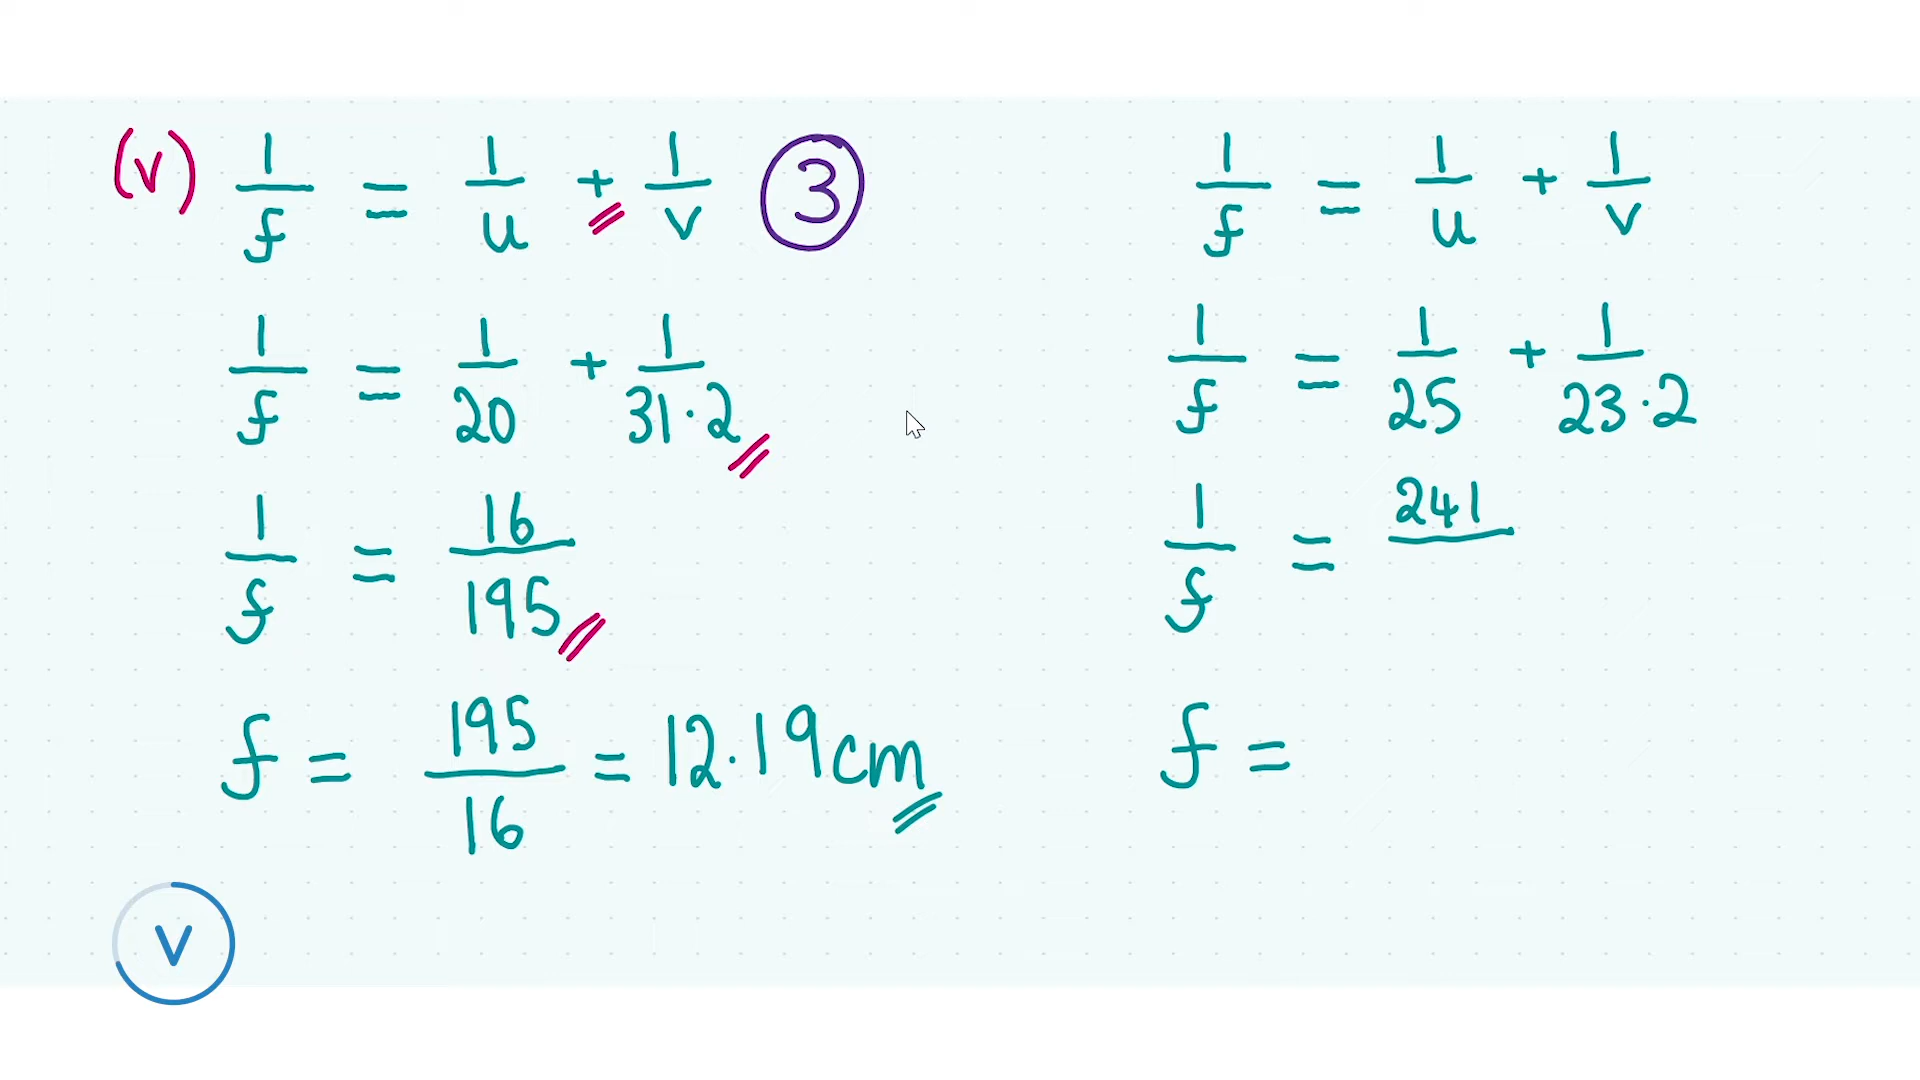 (v) 1/f = 1/u + 1/v ③
1/f = 1/20 + 1/31·2
1/f = 16/195
f = 195/16 = 12·19cm
1/f = 1/u + 1/v
1/f = 1/25 + 1/23·2
1/f = 241/
f =
V